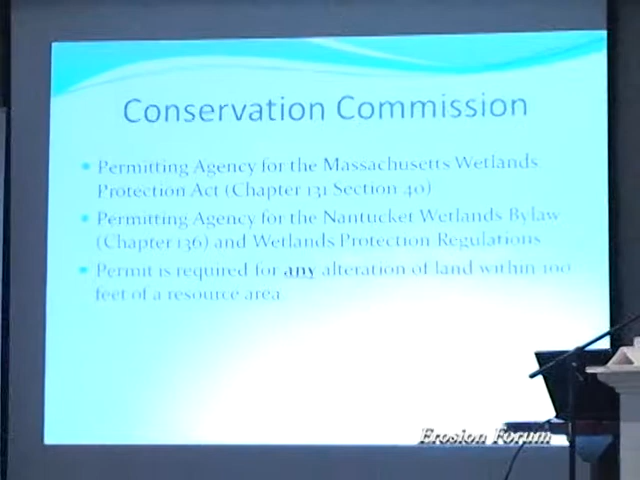 Conservation Commission
Permitting Agency for the Massachusetts Wetlands
Protection Act (Chapter 131 Section 40)
Permitting Agency for the Nantucket Wetlands Bylaw
(Chapter 136) and Wetlands Protection Regulations
Permit is required for any alteration of land within 100
feet of a resource area
Erosion Forum